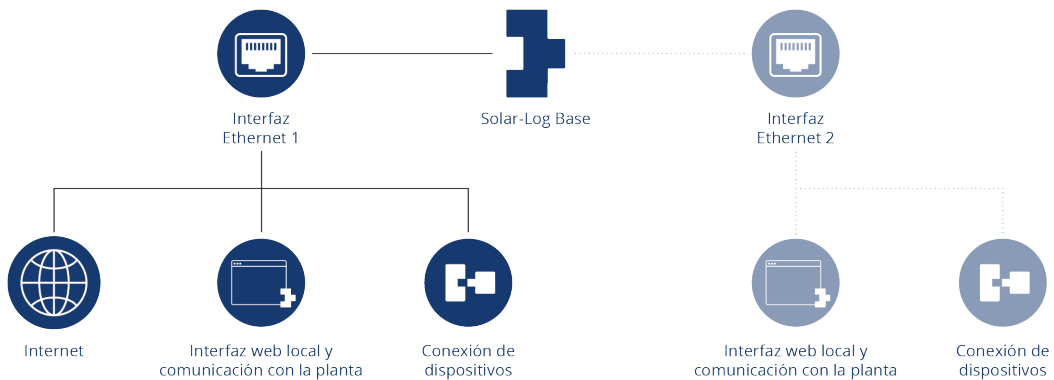 Interfaz
Ethernet 1
Solar-Log Base
Interfaz
Ethernet 2
Internet
Interfaz web local y
comunicación con la planta
Conexión de
dispositivos
Interfaz web local y
comunicación con la planta
Conexión de
dispositivos